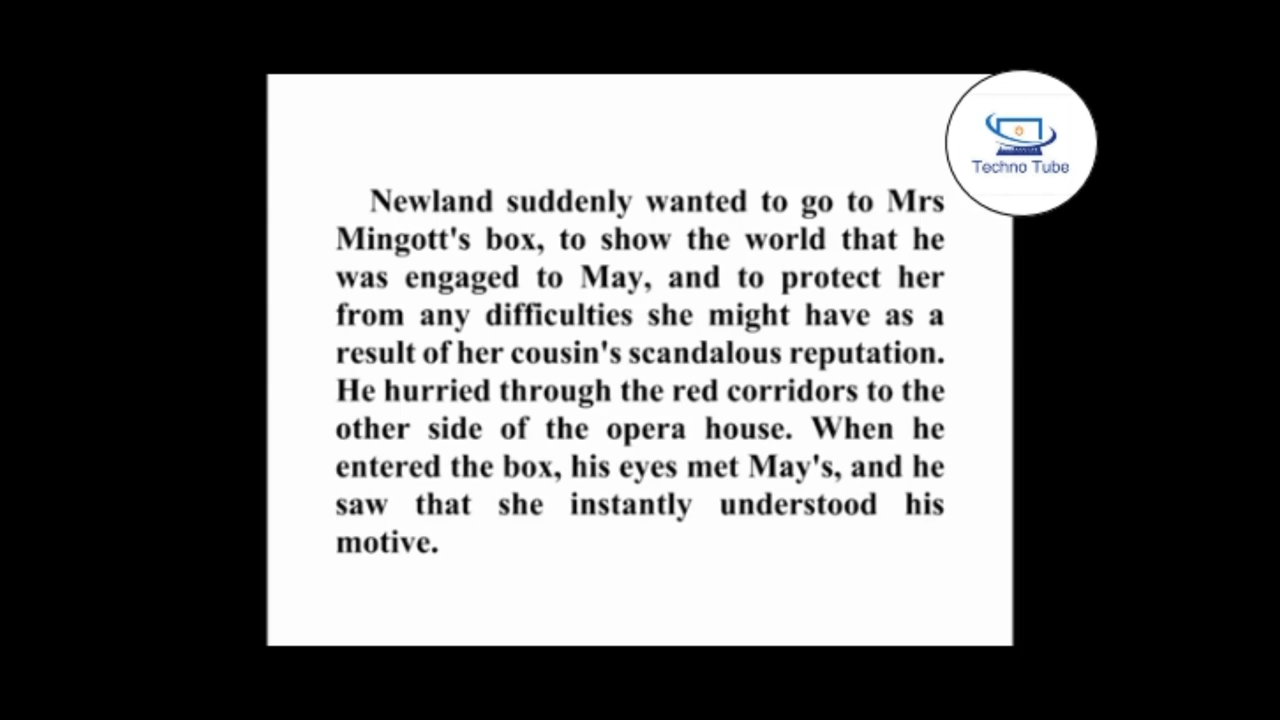 Techno Tube
Newland suddenly wanted to go to Mrs
Mingott's box, to show the world that he
was engaged to May, and to protect her
from any difficulties she might have as a
result of her cousin's scandalous reputation.
He hurried through the red corridors to the
other side of the opera house. When he
entered the box, his eyes met May's, and he
saw that she instantly understood his
motive.